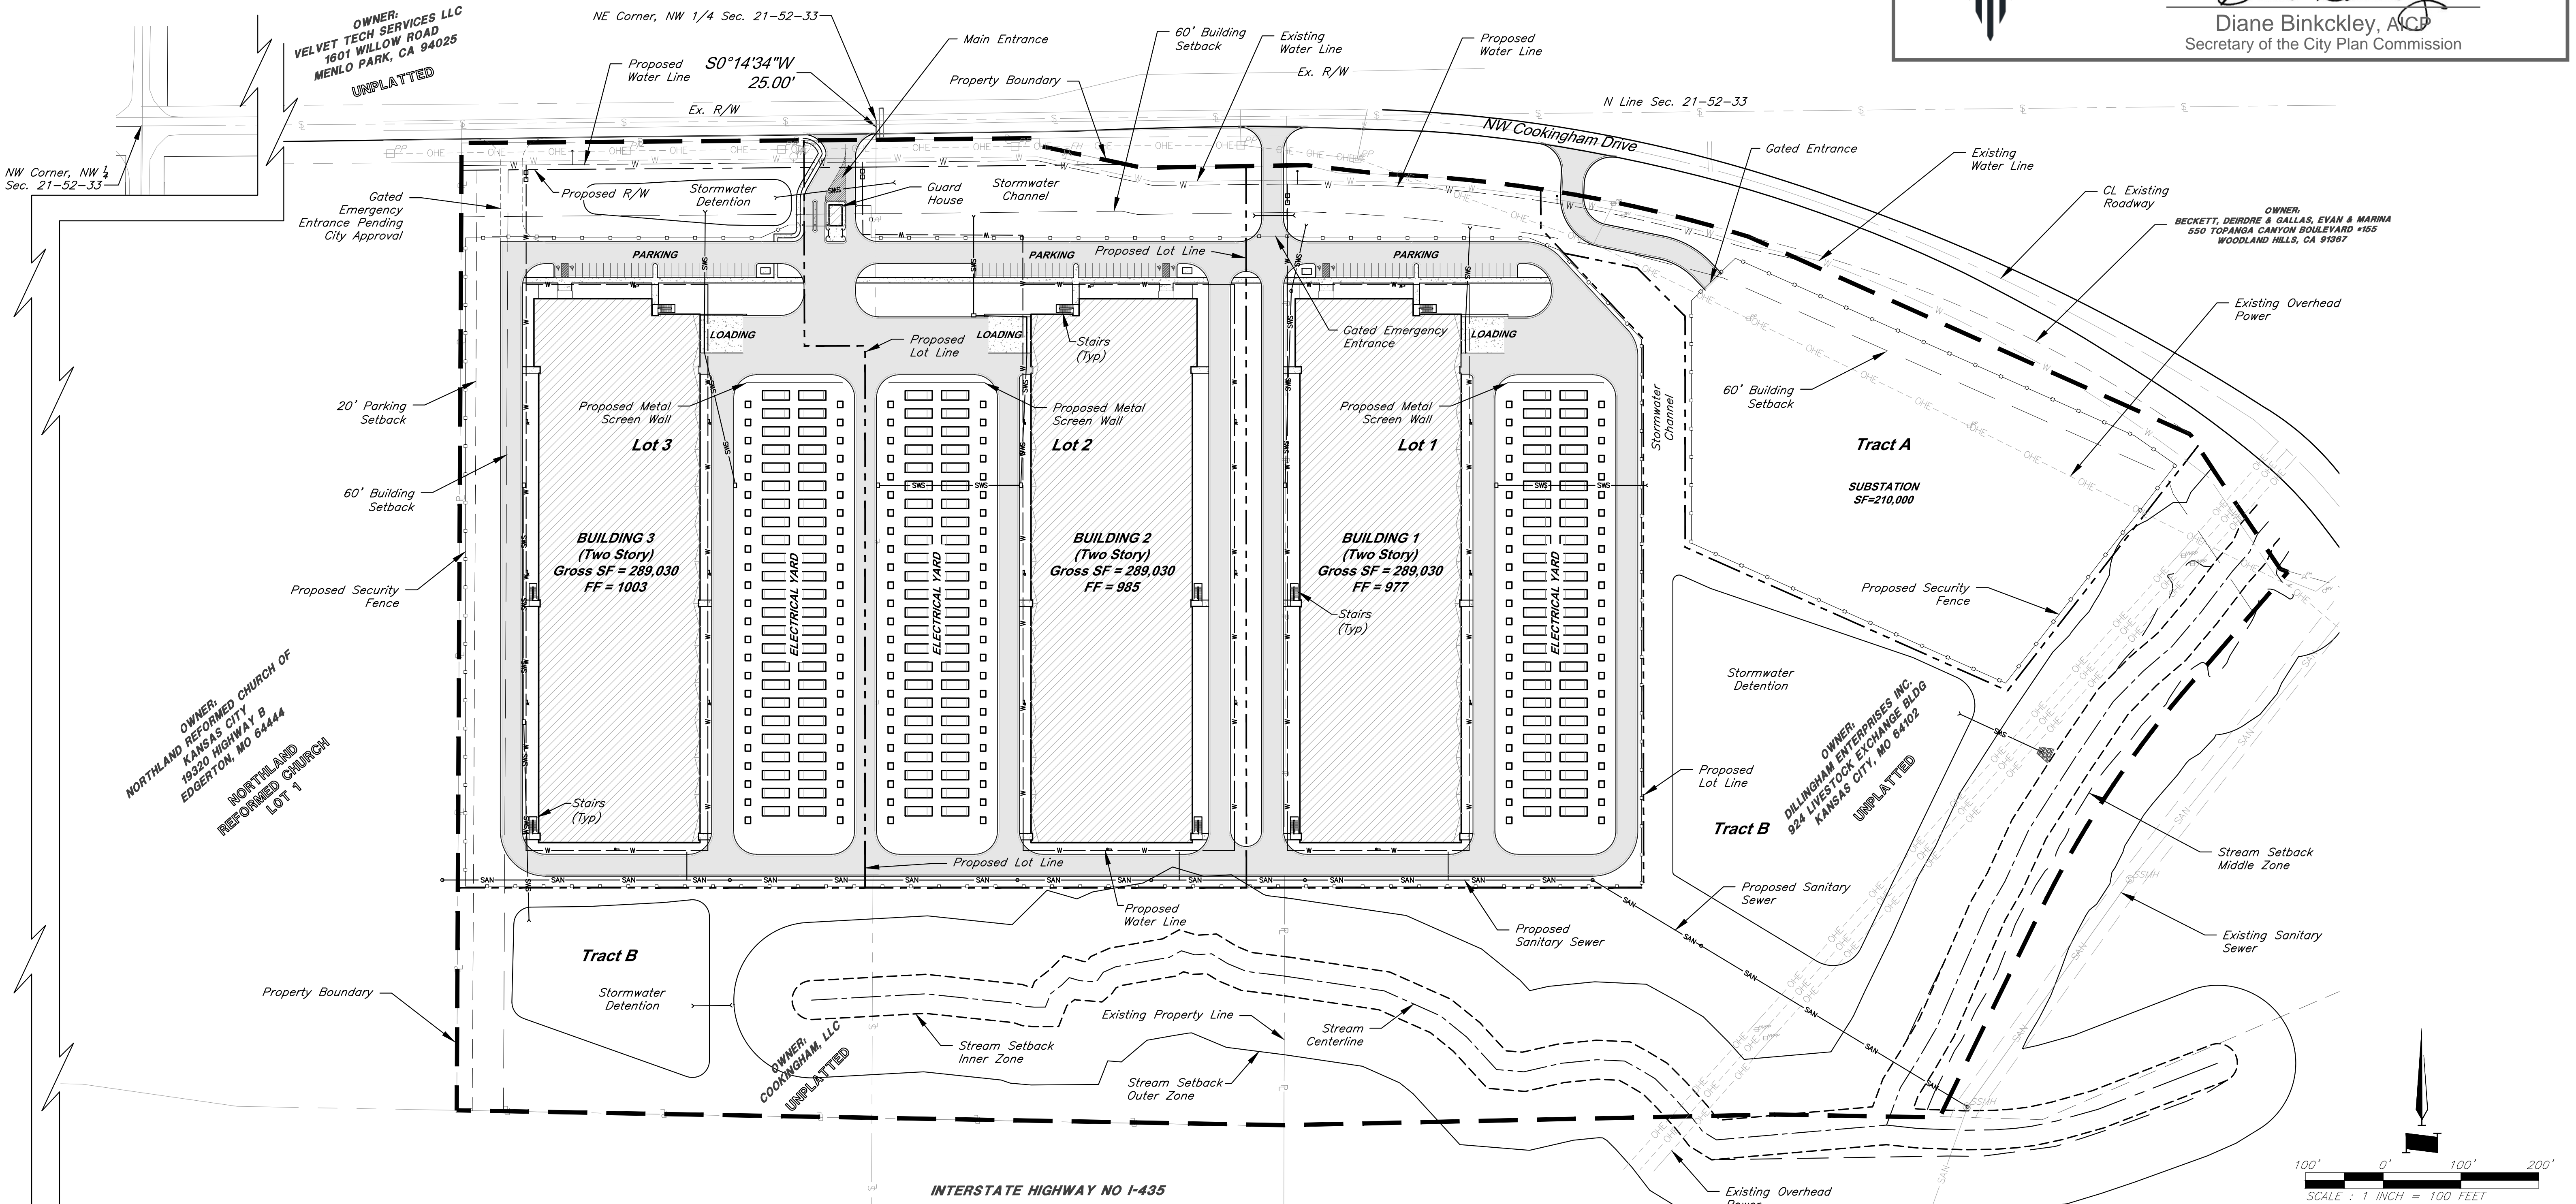 OWNER:
VELVET TECH SERVICES LLC
1601 WILLOW ROAD
MENLO PARK, CA 94025
UNPLATTED
NE Corner, NW 1/4 Sec. 21-52-33
Main Entrance
60' Building
Setback
Existing
Water Line
Proposed
Water Line
Diane Binkckley, AICP
Secretary of the City Plan Commission
Proposed
Water Line
S0°14'34"W
25.00'
Property Boundary
Ex. R/W
Ex. R/W
N Line Sec. 21-52-33
NW Cookingham Drive
Gated Entrance
Existing
Water Line
CL Existing
Roadway
OWNER:
BECKETT, DEIRDRE & GALLAS, EVAN & MARINA
550 TOPANGA CANYON BOULEVARD #155
WOODLAND HILLS, CA 91367
NW Corner, NW 1/4
Sec. 21-52-33
Gated
Emergency
Entrance Pending
City Approval
Proposed R/W
Stormwater
Detention
Guard
House
Stormwater
Channel
Proposed Lot Line
PARKING
PARKING
PARKING
LOADING
LOADING
LOADING
Proposed
Lot Line
Stairs
(Typ)
Gated Emergency
Entrance
Existing Overhead
Power
60' Building
Setback
20' Parking
Setback
Proposed Metal
Screen Wall
Proposed Metal
Screen Wall
Proposed Metal
Screen Wall
Stormwater
Channel
Lot 3
Lot 2
Lot 1
Tract A
SUBSTATION
SF=210,000
60' Building
Setback
BUILDING 3
(Two Story)
Gross SF = 289,030
FF = 1003
BUILDING 2
(Two Story)
Gross SF = 289,030
FF = 985
BUILDING 1
(Two Story)
Gross SF = 289,030
FF = 977
ELECTRICAL YARD
ELECTRICAL YARD
ELECTRICAL YARD
Proposed Security
Fence
Stairs
(Typ)
Proposed Security
Fence
OWNER:
NORTHLAND REFORMED CHURCH OF
KANSAS CITY
19320 HIGHWAY B
EDGERTON, MO 64444
NORTHLAND
REFORMED CHURCH
LOT 1
Stormwater
Detention
OWNER:
DILLINGHAM ENTERPRISES INC.
924 LIVESTOCK EXCHANGE BLDG
KANSAS CITY, MO 64102
UNPLATTED
Proposed
Lot Line
Stairs
(Typ)
Tract B
Stream Setback
Middle Zone
Proposed Lot Line
Proposed
Water Line
Proposed
Sanitary Sewer
Proposed Sanitary
Sewer
Existing Sanitary
Sewer
Tract B
Stormwater
Detention
Property Boundary
OWNER:
COOKINGHAM, LLC
UNPLATTED
Stream Setback
Inner Zone
Existing Property Line
Stream
Centerline
Stream Setback
Outer Zone
INTERSTATE HIGHWAY NO I-435
Existing Overhead
100' 0' 100' 200'
SCALE : 1 INCH = 100 FEET